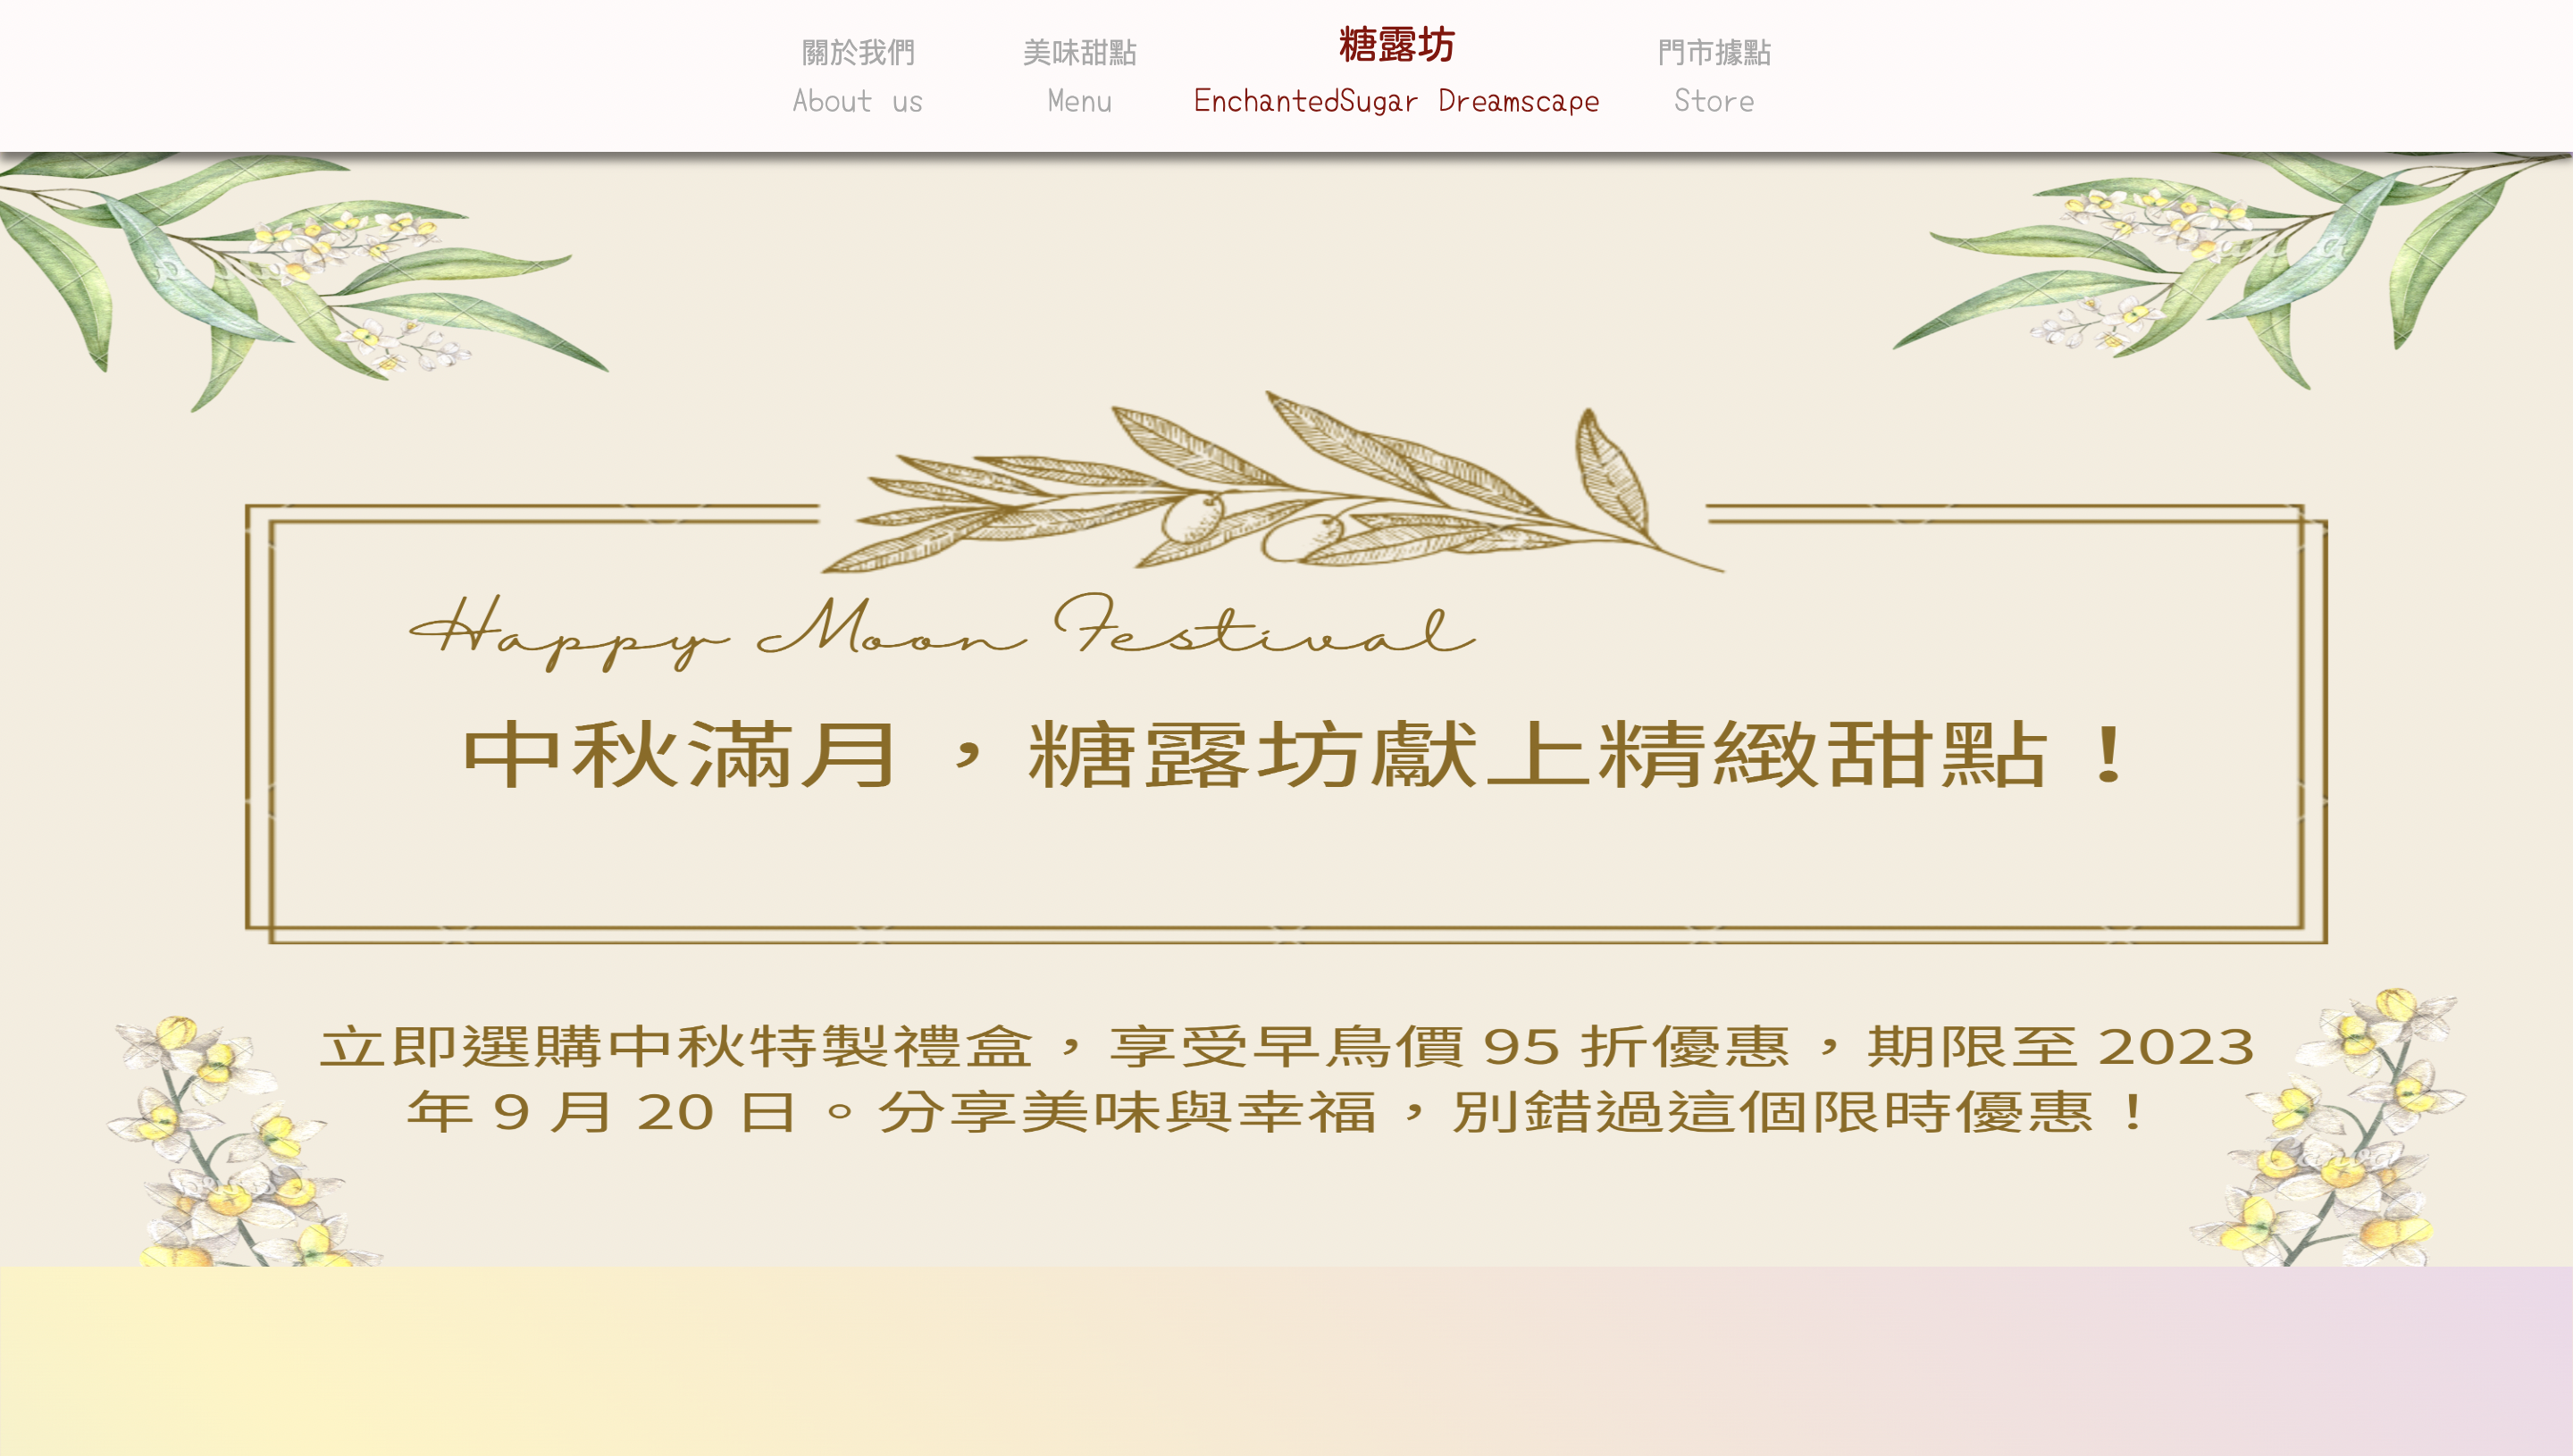 關於我們
美味甜點
糖露坊
門市據點
About us
Menu
EnchantedSugar Dreamscape
Store
Happy Moon Festival
中秋滿月，糖露坊獻上精緻甜點！
立即選購中秋特製禮盒，享受早鳥價 95 折優惠，期限至 2023
年 9 月 20 日。分享美味與幸福，別錯過這個限時優惠！